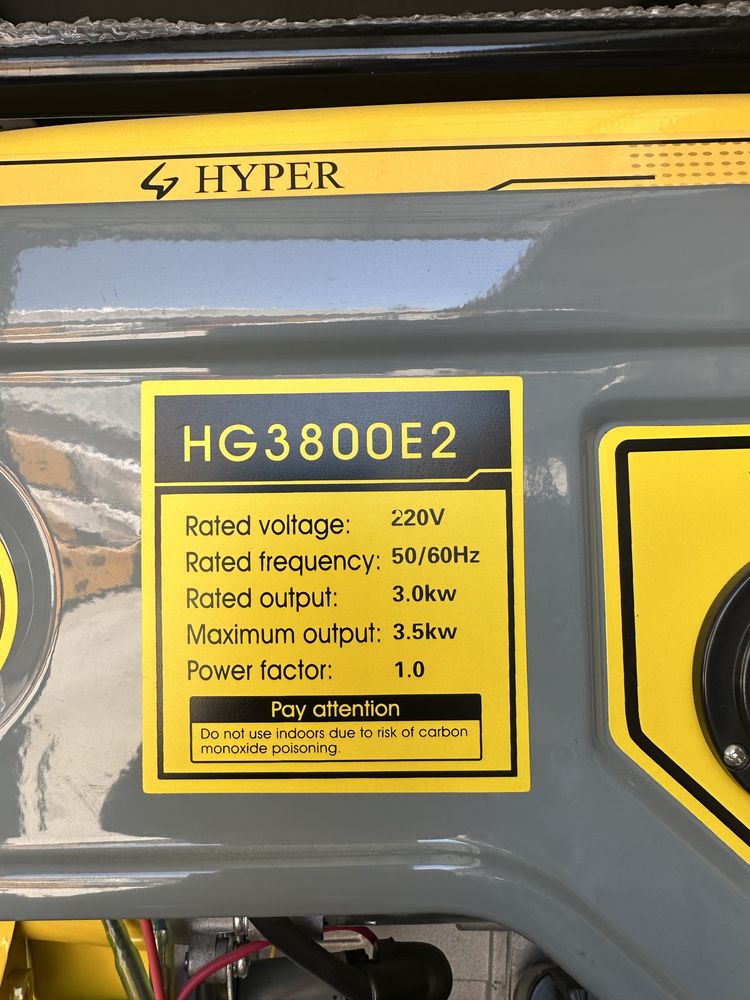 HYPER
HG3800E2
Rated voltage: 220V
Rated frequency: 50/60Hz
Rated output: 3.0kw
Maximum output: 3.5kw
Power factor: 1.0
Pay attention
Do not use indoors due to risk of carbon
monoxide poisoning.